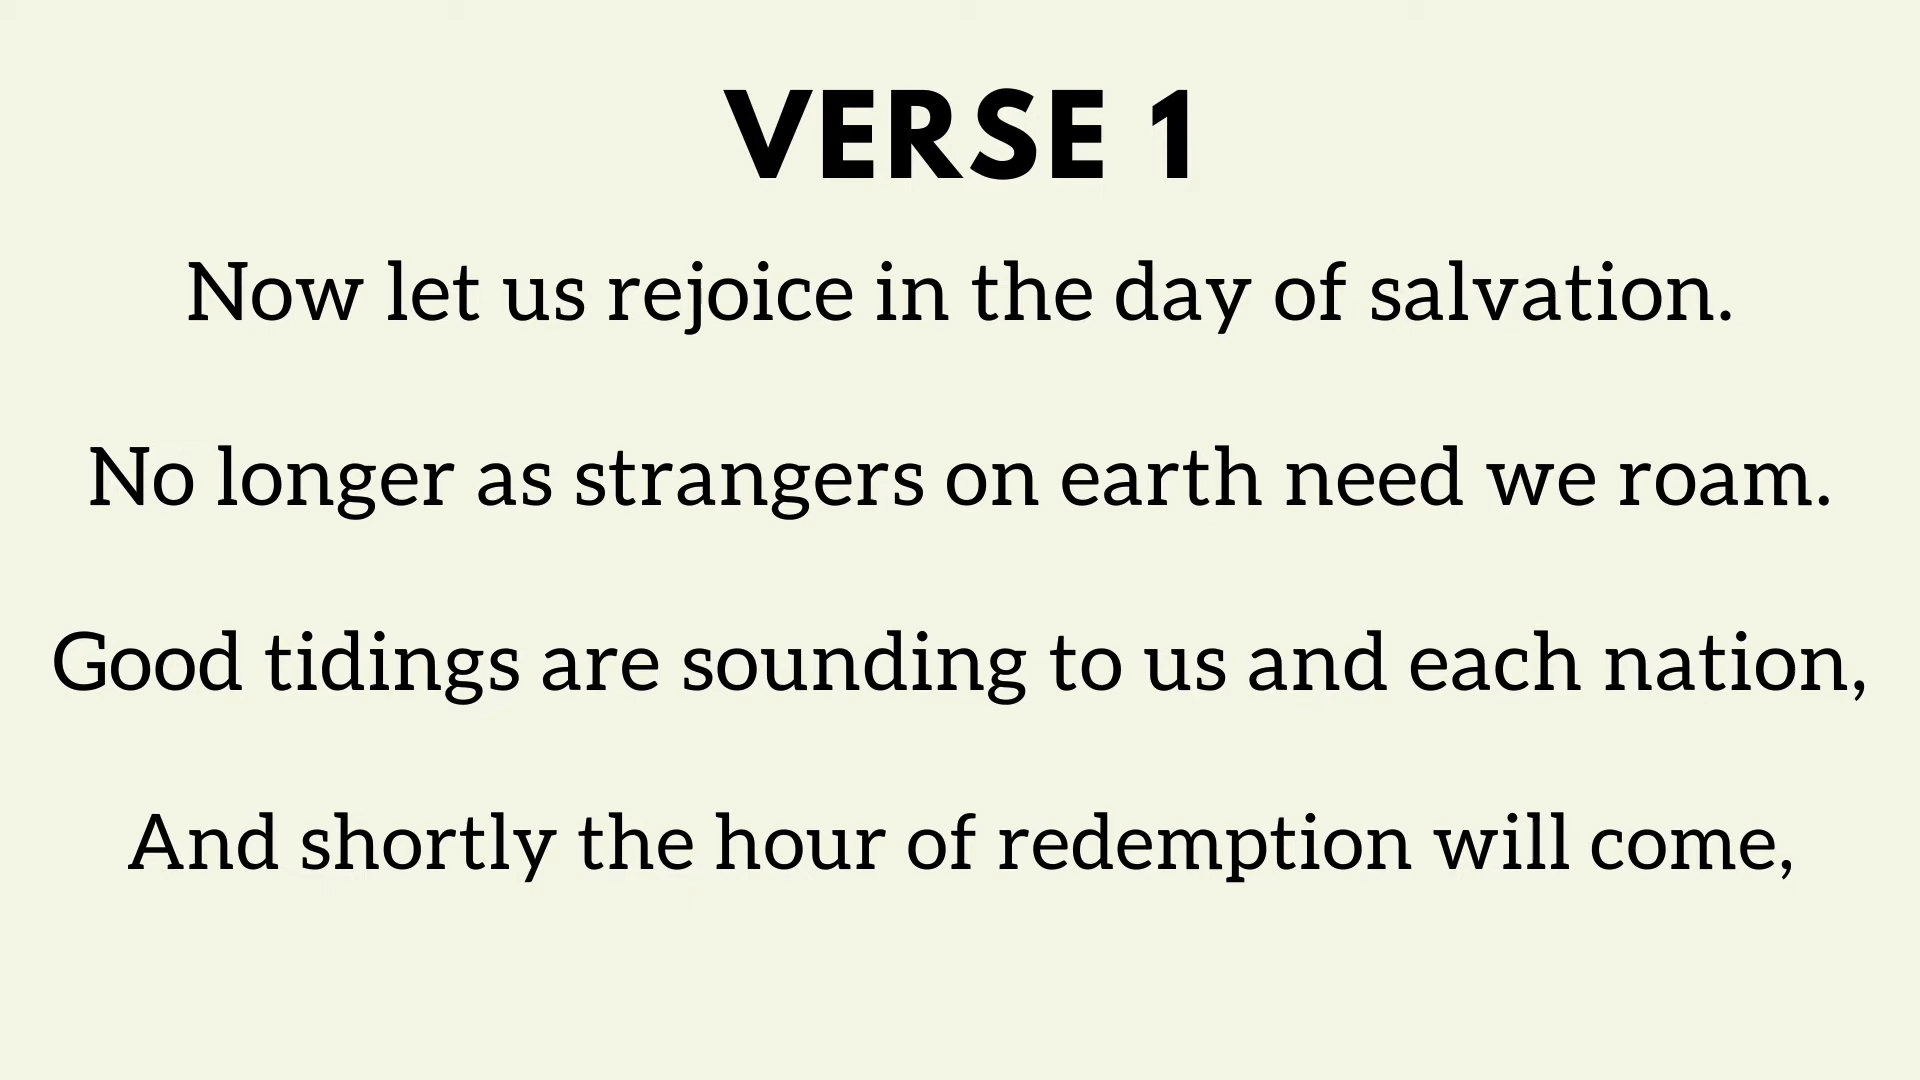 VERSE 1
Now let us rejoice in the day of salvation.
No longer as strangers on earth need we roam.
Good tidings are sounding to us and each nation,
And shortly the hour of redemption will come,